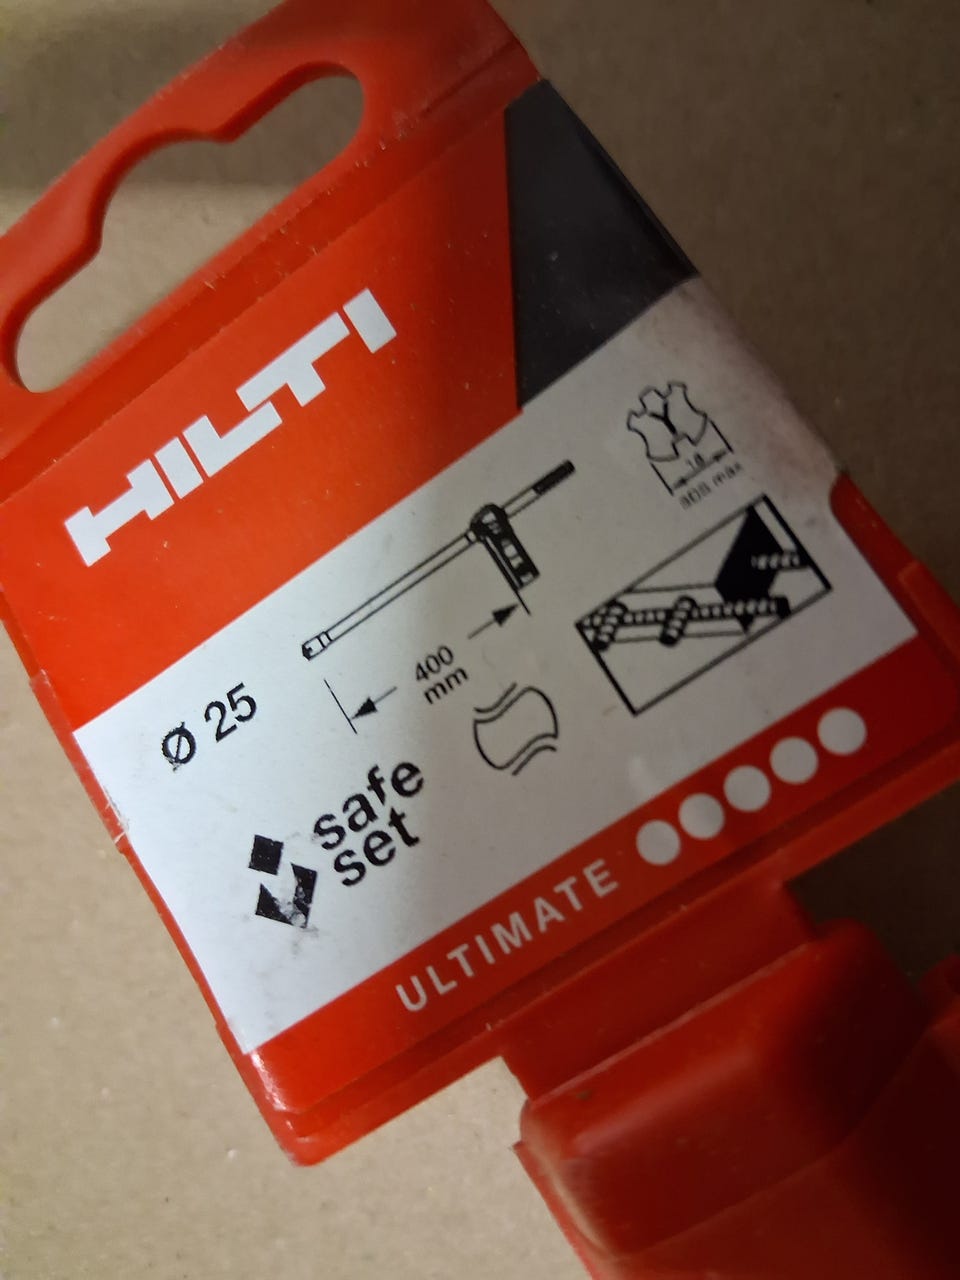 HILTI
Ø 25
400
mm
safe
set
ULTIMATE